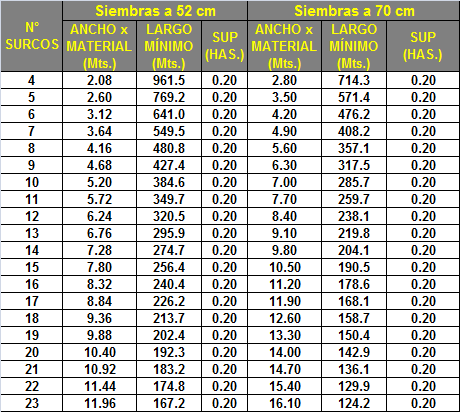 N° SURCOS Siembras a 52 cm Siembras a 70 cm
ANCHO x MATERIAL (Mts.) LARGO MÍNIMO (Mts.) SUP (HAS.) ANCHO x MATERIAL (Mts.) LARGO MÍNIMO (Mts.) SUP (HAS.)
4 2.08 961.5 0.20 2.80 714.3 0.20
5 2.60 769.2 0.20 3.50 571.4 0.20
6 3.12 641.0 0.20 4.20 476.2 0.20
7 3.64 549.5 0.20 4.90 408.2 0.20
8 4.16 480.8 0.20 5.60 357.1 0.20
9 4.68 427.4 0.20 6.30 317.5 0.20
10 5.20 384.6 0.20 7.00 285.7 0.20
11 5.72 349.7 0.20 7.70 259.7 0.20
12 6.24 320.5 0.20 8.40 238.1 0.20
13 6.76 295.9 0.20 9.10 219.8 0.20
14 7.28 274.7 0.20 9.80 204.1 0.20
15 7.80 256.4 0.20 10.50 190.5 0.20
16 8.32 240.4 0.20 11.20 178.6 0.20
17 8.84 226.2 0.20 11.90 168.1 0.20
18 9.36 213.7 0.20 12.60 158.7 0.20
19 9.88 202.4 0.20 13.30 150.4 0.20
20 10.40 192.3 0.20 14.00 142.9 0.20
21 10.92 183.2 0.20 14.70 136.1 0.20
22 11.44 174.8 0.20 15.40 129.9 0.20
23 11.96 167.2 0.20 16.10 124.2 0.20